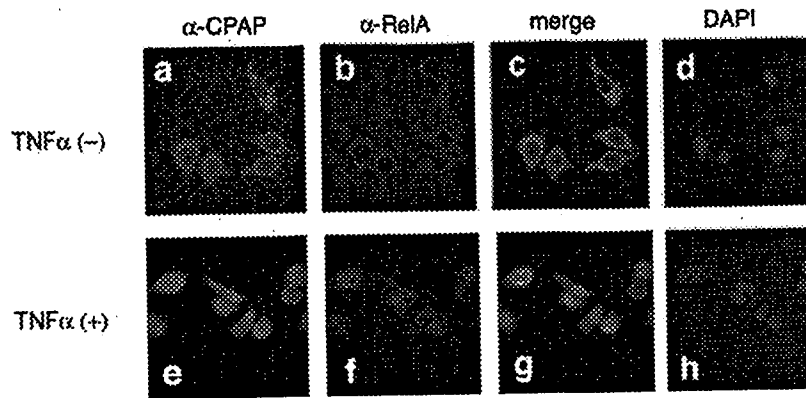 α-CPAP α-RelA merge DAPI
TNFα (−)
a b c d
TNFα (+)
e f g h